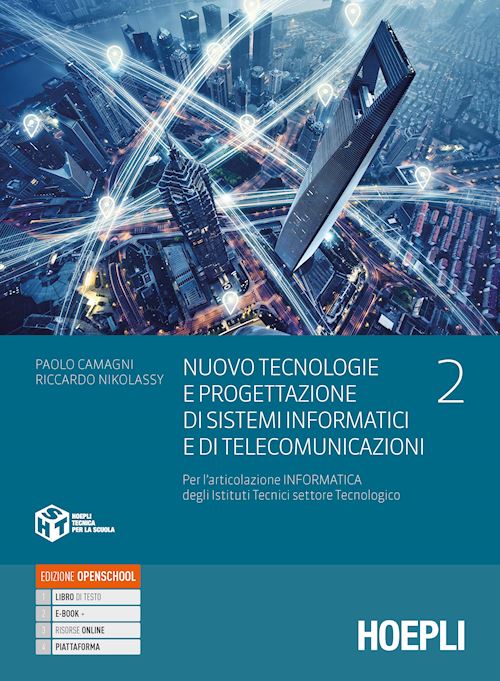 PAOLO CAMAGNI
RICCARDO NIKOLASSY
NUOVO TECNOLOGIE
E PROGETTAZIONE
DI SISTEMI INFORMATICI
E DI TELECOMUNICAZIONI
2
Per l'articolazione INFORMATICA
degli Istituti Tecnici settore Tecnologico
HTS
HOEPLI
TECNICA
PER LA SCUOLA
EDIZIONE OPENSCHOOL
1 LIBRO DI TESTO
2 E-BOOK +
3 RISORSE ONLINE
4 PIATTAFORMA
HOEPLI